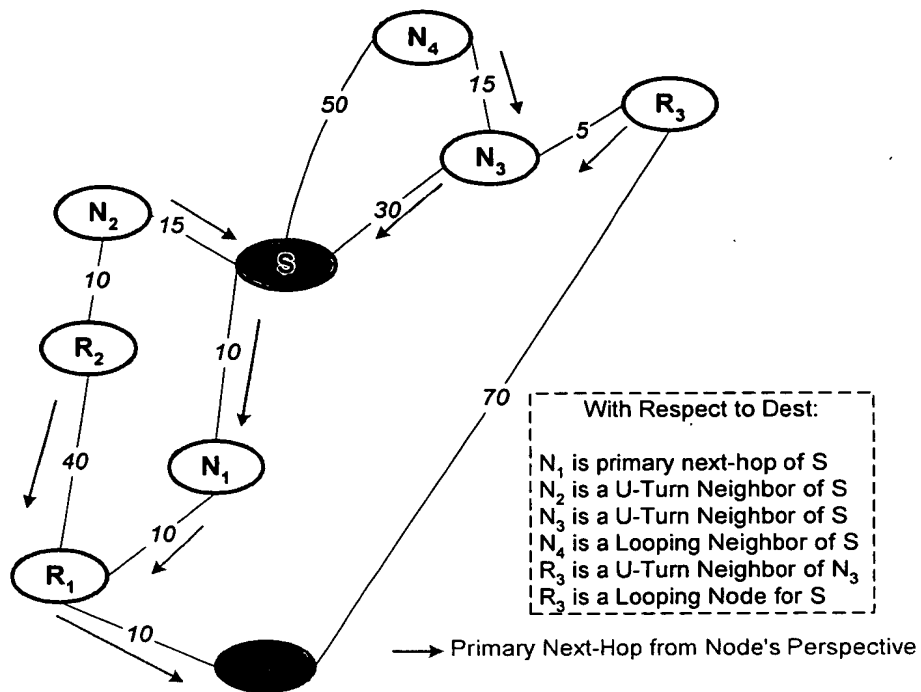 N4
50
15
R3
5
N3
N2
15
30
S
10
R2
10
70
40
N1
10
R1
10
With Respect to Dest:
N1 is primary next-hop of S
N2 is a U-Turn Neighbor of S
N3 is a U-Turn Neighbor of S
N4 is a Looping Neighbor of S
R3 is a U-Turn Neighbor of N3
R3 is a Looping Node for S
Primary Next-Hop from Node's Perspective